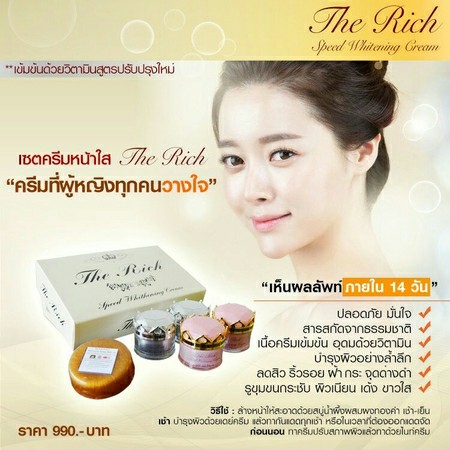 The Rich
Speed Whitening Cream
**เข้มข้นด้วยวิตามินสูตรปรับปรุงใหม่
เซตครีมหน้าใส The Rich
“ครีมที่ผู้หญิงทุกคนวางใจ”
The Rich
Speed Whithening Cream
“เห็นผลลัพท์ภายใน 14 วัน”
ปลอดภัย มั่นใจ ✓
สารสกัดจากธรรมชาติ ✓
เนื้อครีมเข้มข้น อุดมด้วยวิตามิน ✓
บำรุงผิวอย่างล้ำลึก ✓
ลดสิว ริ้วรอย ฝ้า กระ จุดด่างดำ ✓
รูขุมขนกระชับ ผิวเนียน เด้ง ขาวใส ✓
วิธีใช้ : ล้างหน้าให้สะอาดด้วยสบู่น้ำผึ้งผสมผงทองคำ เช้า-เย็น
เช้า บำรุงผิวด้วยเดย์ครีม แล้วทากันแดดทุกเช้า หรือในเวลาที่ต้องออกแดดจัด
ก่อนนอน ทาครีมปรับสภาพผิวแล้วทาด้วยไนท์ครีม
ราคา 990.- บาท